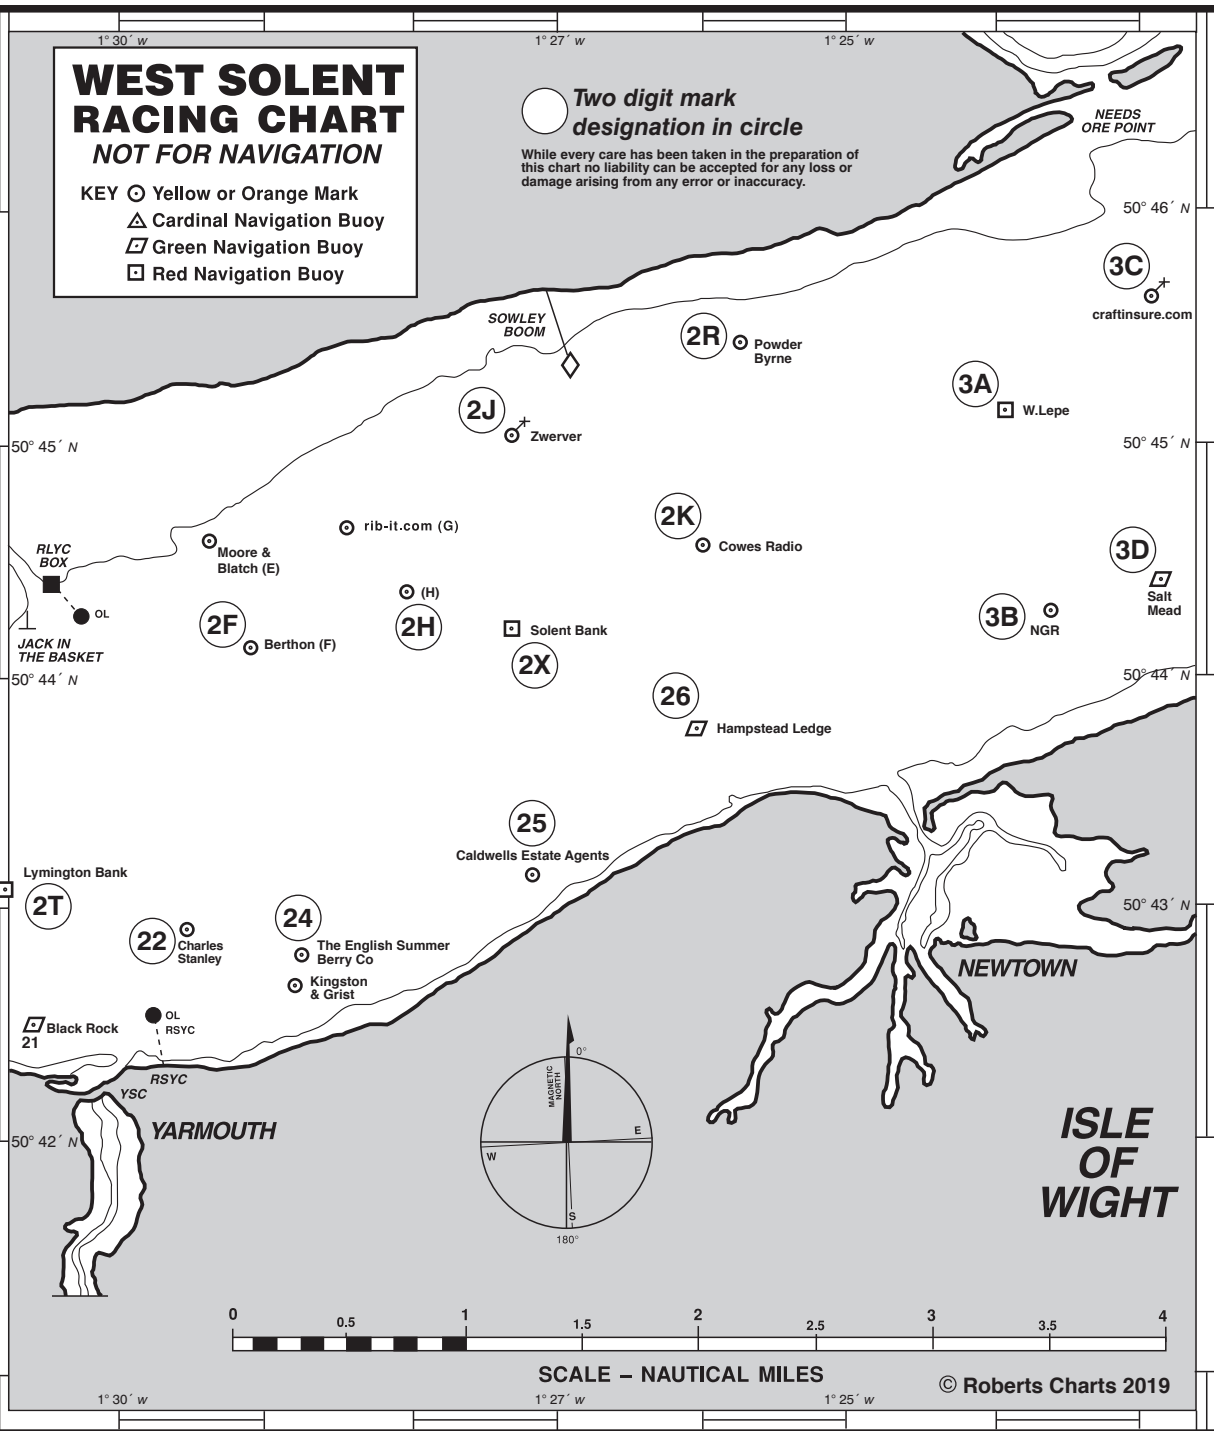 1° 30´ W
1° 27´ W
1° 25´ W
WEST SOLENT
RACING CHART
NOT FOR NAVIGATION
KEY Yellow or Orange Mark
Cardinal Navigation Buoy
Green Navigation Buoy
Red Navigation Buoy
Two digit mark
designation in circle
While every care has been taken in the preparation of
this chart no liability can be accepted for any loss or
damage arising from any error or inaccuracy.
NEEDS
ORE POINT
50° 46´ N
3C
craftinsure.com
SOWLEY
BOOM
2R
Powder
Byrne
3A
W.Lepe
2J
Zwerver
50° 45´ N
50° 45´ N
2K
Cowes Radio
rib-it.com (G)
Moore &
Blatch (E)
RLYC
BOX
OL
JACK IN
THE BASKET
3D
Salt
Mead
(H)
2H
2F
Berthon (F)
Solent Bank
2X
3B
NGR
50° 44´ N
50° 44´ N
26
Hampstead Ledge
25
Caldwells Estate Agents
Lymington Bank
2T
22
Charles
Stanley
24
The English Summer
Berry Co
Kingston
& Grist
50° 43´ N
NEWTOWN
OL
RSYC
Black Rock
21
RSYC
YSC
YARMOUTH
50° 42´ N
0°
MAGNETIC
NORTH
E
W
S
180°
ISLE
OF
WIGHT
0
0.5
1
1.5
2
2.5
3
3.5
4
SCALE – NAUTICAL MILES
© Roberts Charts 2019
1° 30´ W
1° 27´ W
1° 25´ W